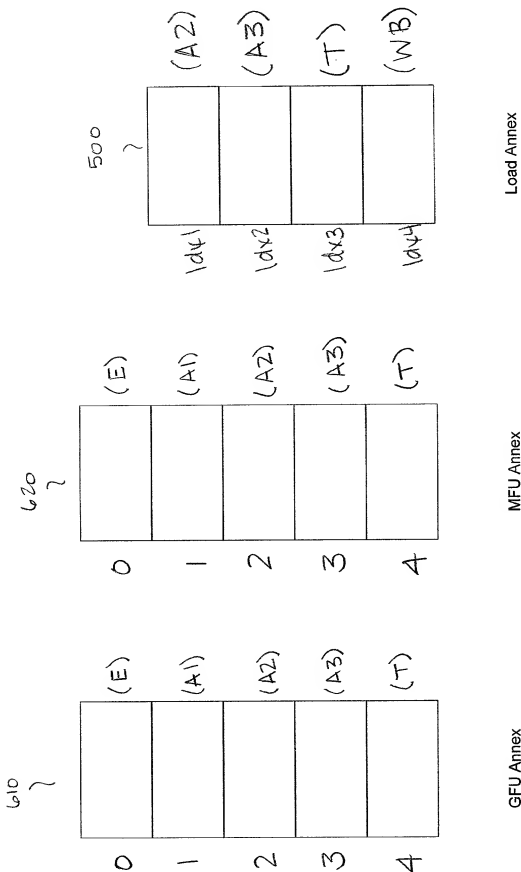 610
0 (E)
1 (A1)
2 (A2)
3 (A3)
4 (T)
GFU Annex
620
0 (E)
1 (A1)
2 (A2)
3 (A3)
4 (T)
MFU Annex
500
ldx1 (A2)
ldx2 (A3)
ldx3 (T)
ldx4 (WB)
Load Annex